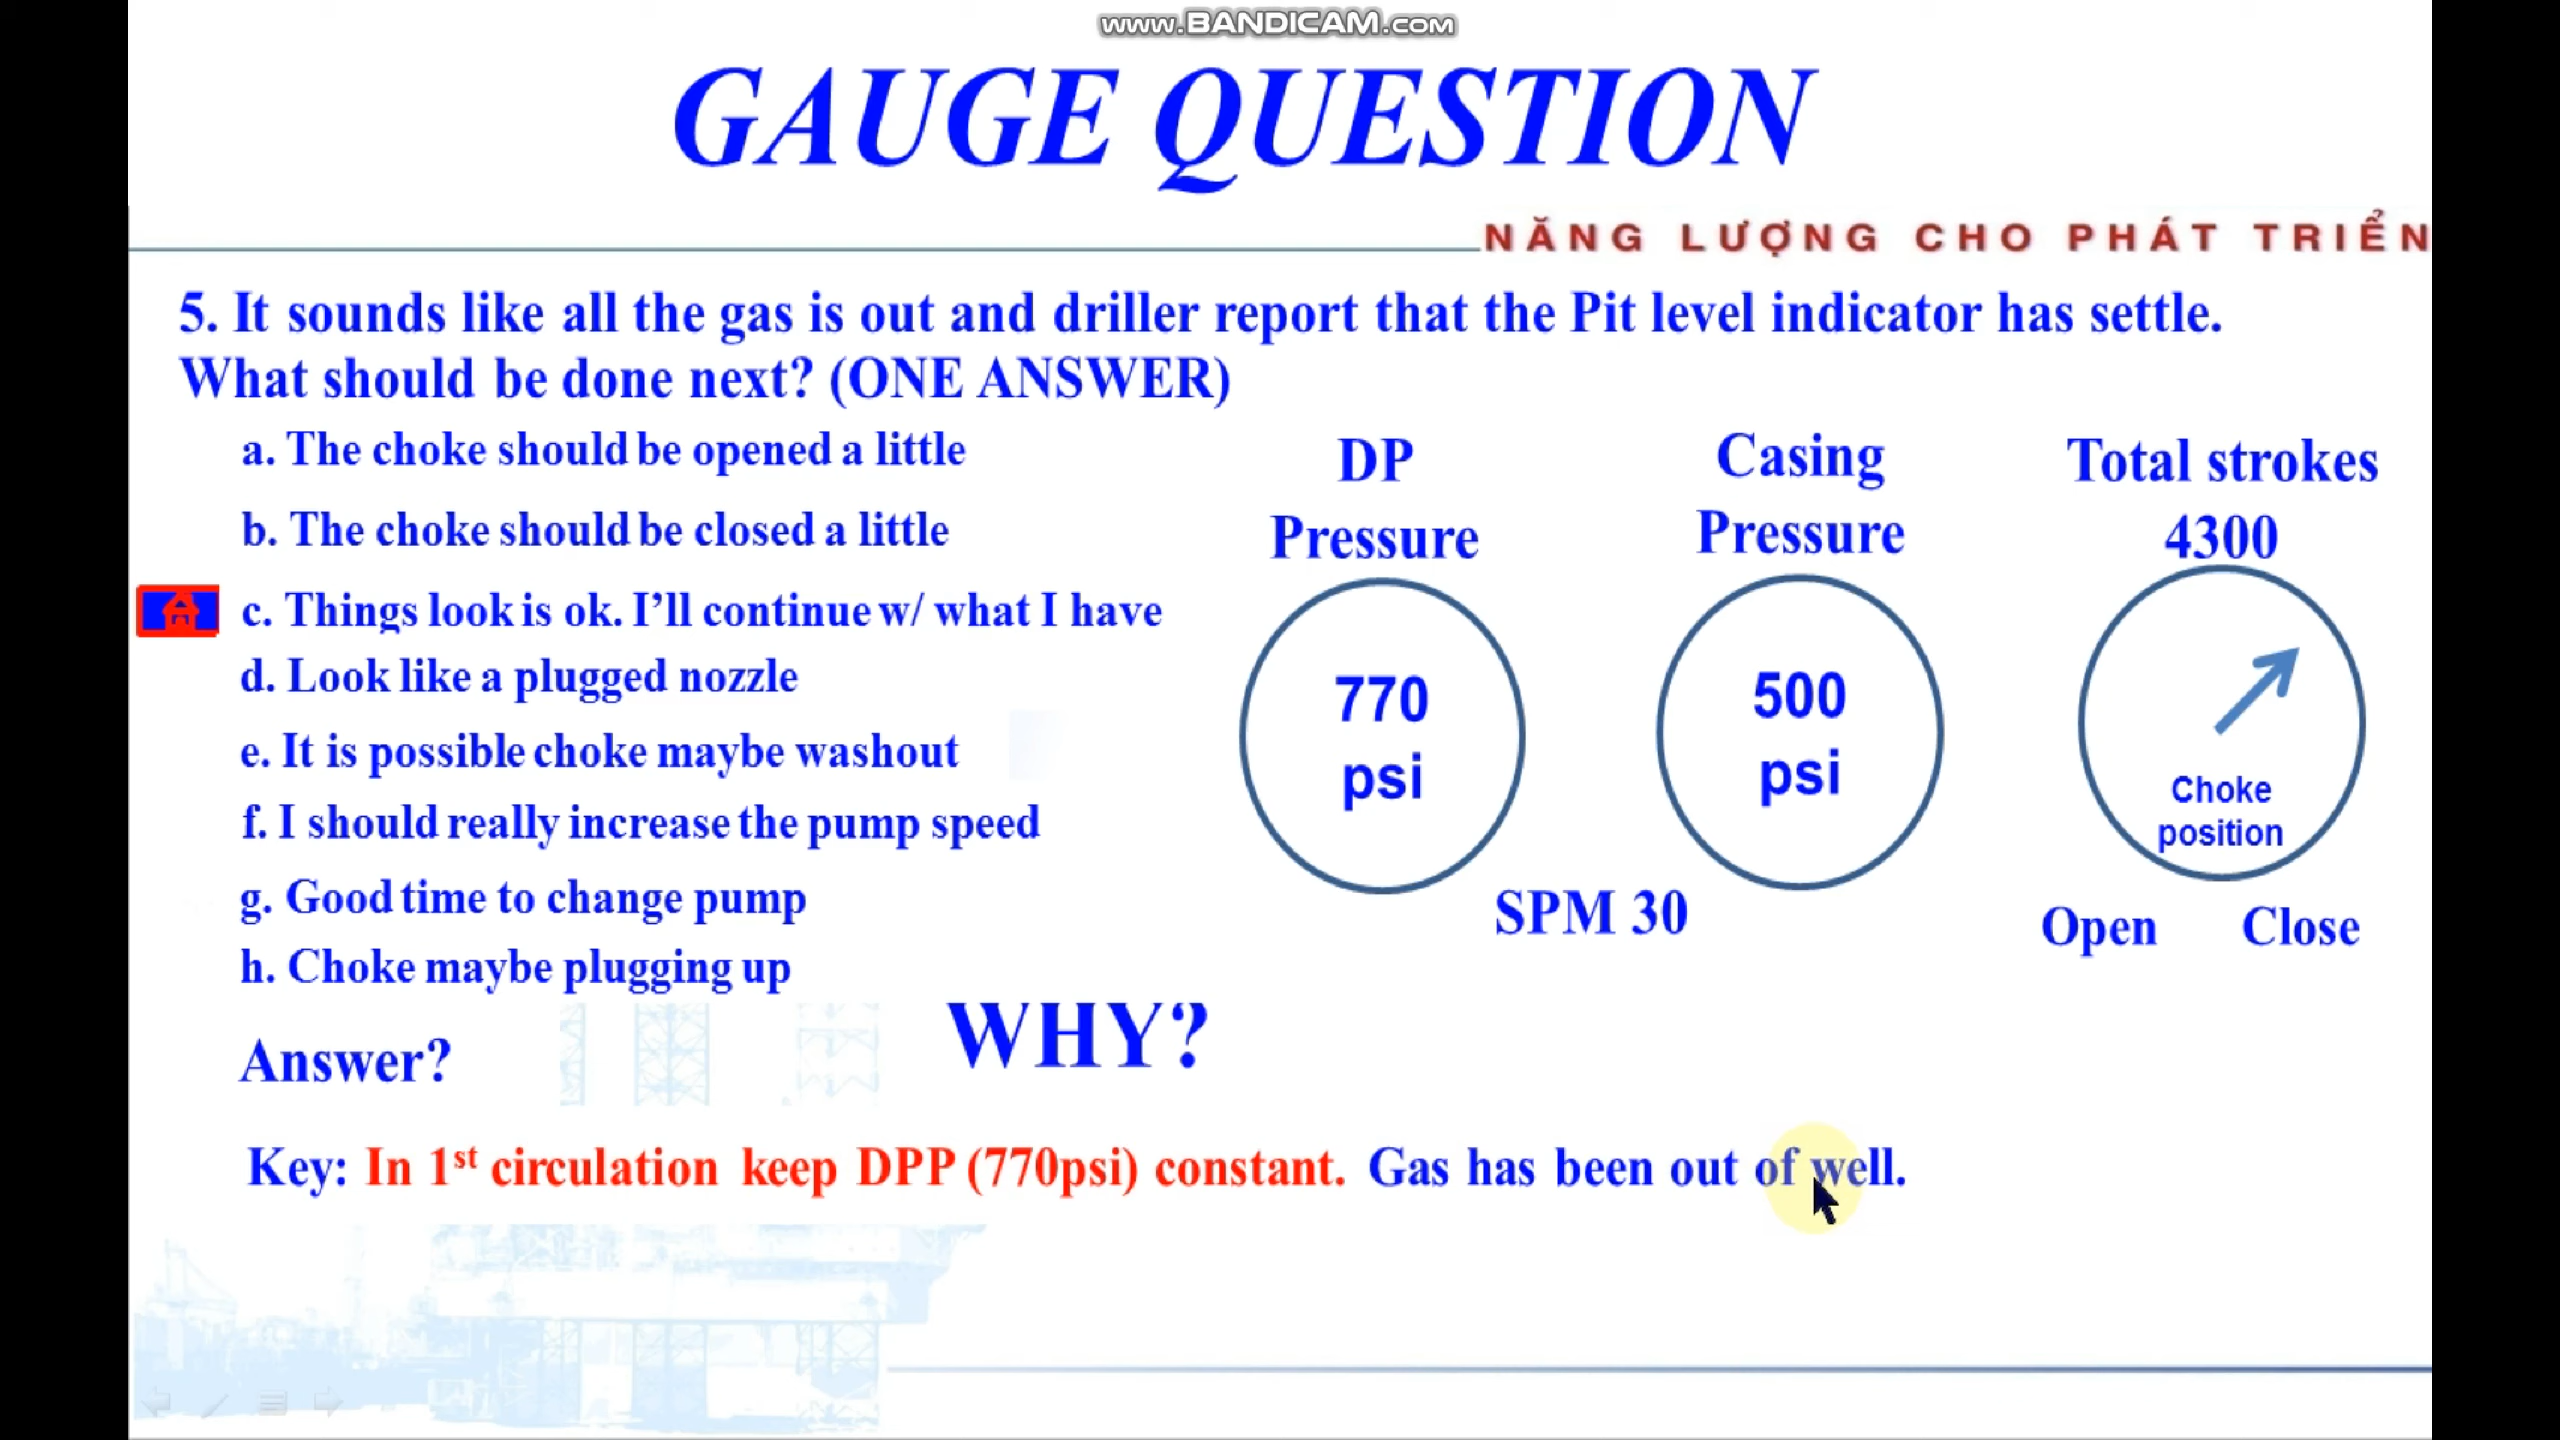 www.BANDICAM.com
GAUGE QUESTION
NĂNG LƯỢNG CHO PHÁT TRIỂN
5. It sounds like all the gas is out and driller report that the Pit level indicator has settle.
What should be done next? (ONE ANSWER)
a. The choke should be opened a little
b. The choke should be closed a little
c. Things look is ok. I’ll continue w/ what I have
d. Look like a plugged nozzle
e. It is possible choke maybe washout
f. I should really increase the pump speed
g. Good time to change pump
h. Choke maybe plugging up
DP
Pressure
770
psi
Casing
Pressure
500
psi
Total strokes
4300
Choke
position
SPM 30
Open Close
Answer?
WHY?
Key: In 1st circulation keep DPP (770psi) constant. Gas has been out of well.